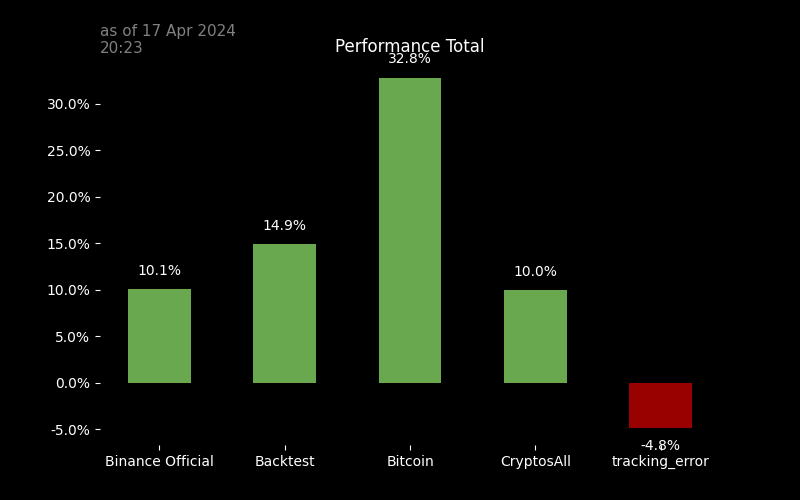 as of 17 Apr 2024
20:23
Performance Total
32.8%
30.0%
25.0%
20.0%
14.9%
15.0%
10.1%
10.0%
10.0%
5.0%
0.0%
-5.0%
-4.8%
Binance Official
Backtest
Bitcoin
CryptosAll
tracking_error